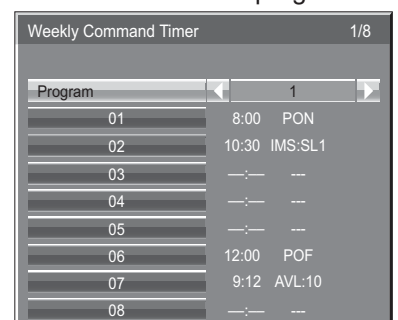 Weekly Command Timer 1/8
Program 1
01 8:00 PON
02 10:30 IMS:SL1
03 —:— ---
04 —:— ---
05 —:— ---
06 12:00 POF
07 9:12 AVL:10
08 —:— ---